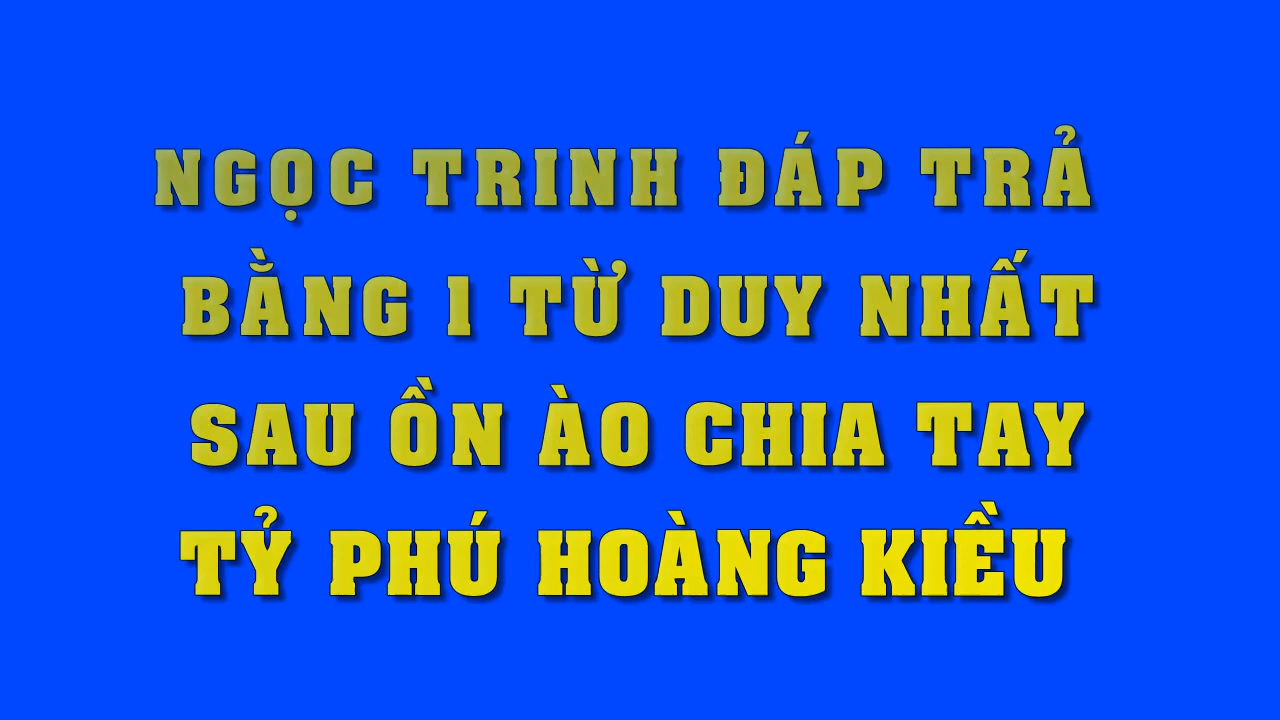 NGỌC TRINH ĐÁP TRẢ
BẰNG 1 TỪ DUY NHẤT
SAU ỒN ÀO CHIA TAY
TỶ PHÚ HOÀNG KIỀU